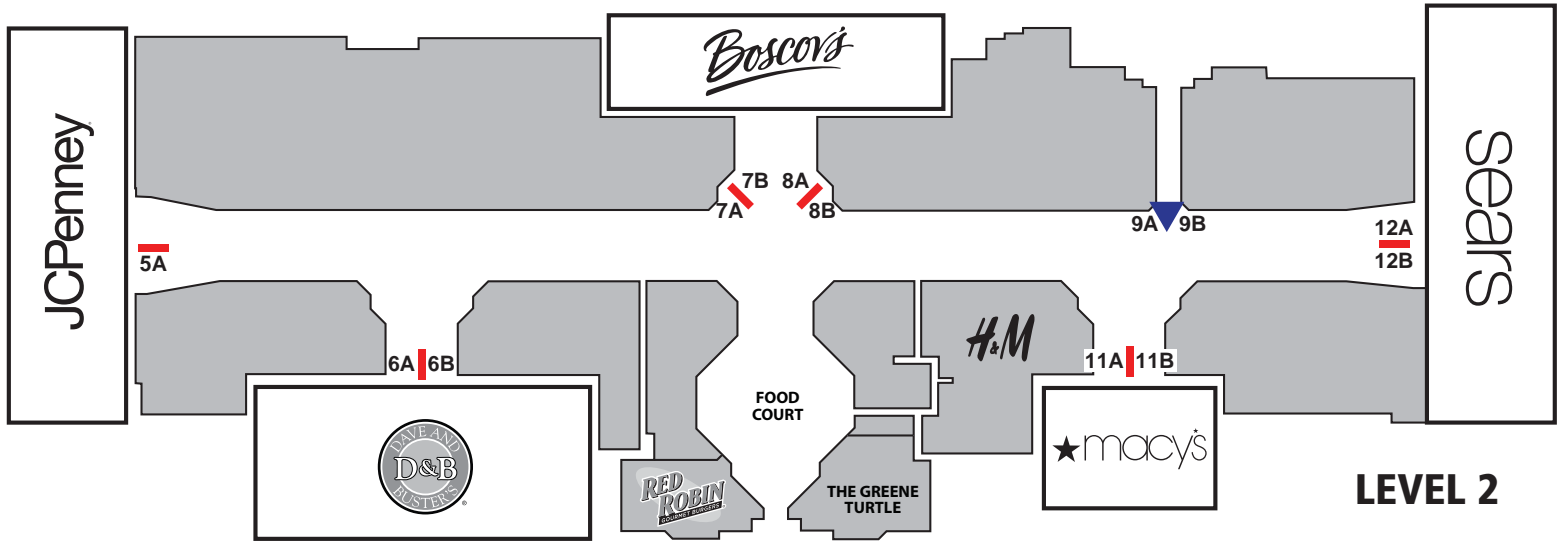 Boscov's
JCPenney
sears
7B
8A
7A
8B
9A
9B
12A
5A
12B
H&M
6A
6B
11A
11B
FOOD
COURT
DAVE AND
D&B
BUSTER'S
®
macy's
RED
ROBIN
GOURMET BURGERS
THE GREENE
TURTLE
LEVEL 2